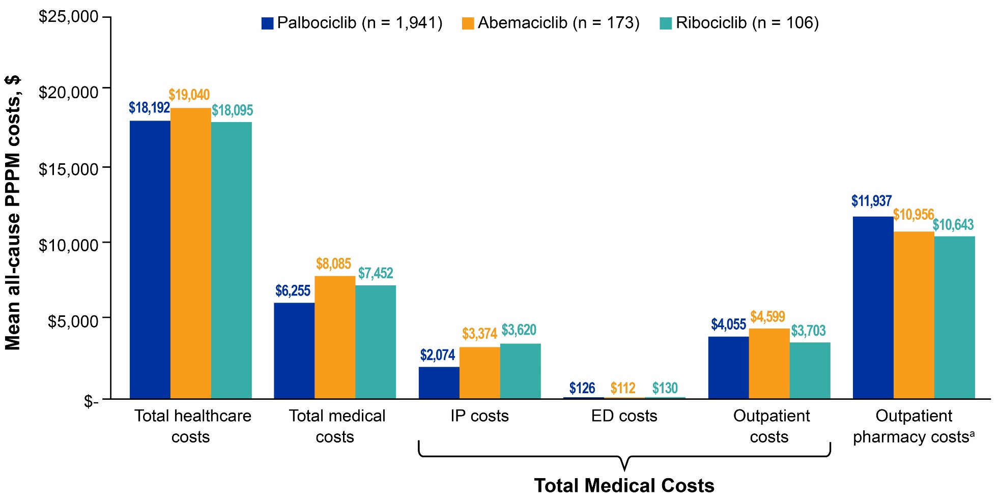 Palbociclib (n = 1,941) Abemaciclib (n = 173) Ribociclib (n = 106)
Mean all-cause PPPM costs, $
$25,000
$20,000
$15,000
$10,000
$5,000
$-
$18,192
$19,040
$18,095
$6,255
$8,085
$7,452
$2,074
$3,374
$3,620
$126
$112
$130
$4,055
$4,599
$3,703
$11,937
$10,956
$10,643
Total healthcare
costs
Total medical
costs
IP costs
ED costs
Outpatient
costs
Outpatient
pharmacy costsᵃ
Total Medical Costs